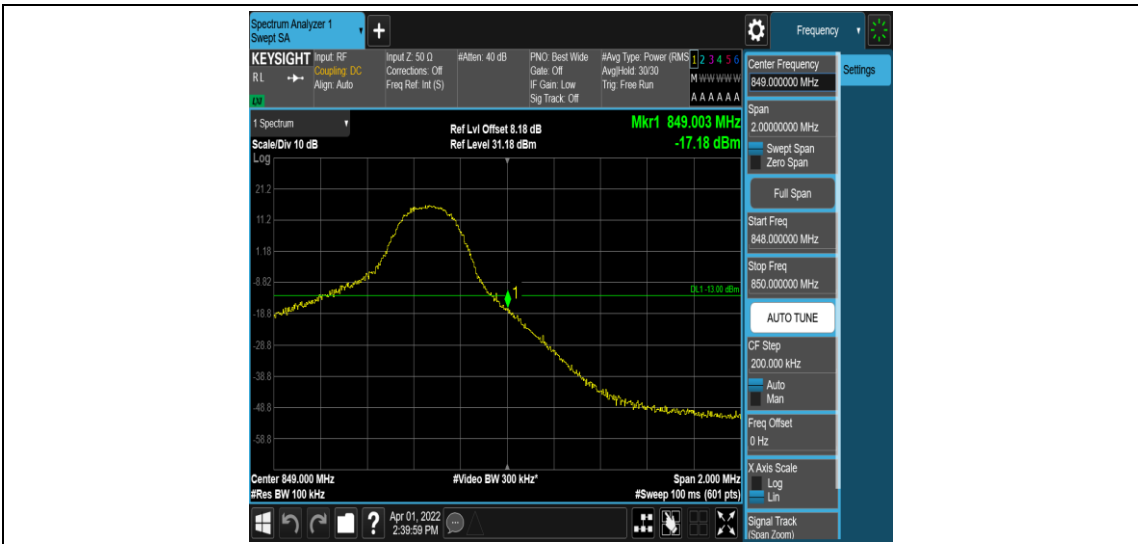 Spectrum Analyzer 1
Swept SA
+
Frequency
KEYSIGHT
RL
LXI
Input: RF
Coupling: DC
Align: Auto
Input Z: 50 Ω
Corrections: Off
Freq Ref: Int (S)
#Atten: 40 dB
PNO: Best Wide
Gate: Off
IF Gain: Low
Sig Track: Off
#Avg Type: Power (RMS
Avg|Hold: 30/30
Trig: Free Run
1 2 3 4 5 6
M W W W W W
A A A A A A
Center Frequency
849.000000 MHz
Settings
Span
2.00000000 MHz
Swept Span
Zero Span
Full Span
Start Freq
848.000000 MHz
Stop Freq
850.000000 MHz
AUTO TUNE
CF Step
200.000 kHz
Auto
Man
Freq Offset
0 Hz
X Axis Scale
Log
Lin
Signal Track
(Span Zoom)
1 Spectrum
Scale/Div 10 dB
Log
Ref Lvl Offset 8.18 dB
Ref Level 31.18 dBm
Mkr1 849.003 MHz
-17.18 dBm
21.2
11.2
1.18
-8.82
-18.8
-28.8
-38.8
-48.8
-58.8
1
DL1 -13.00 dBm
Center 849.000 MHz
#Res BW 100 kHz
#Video BW 300 kHz*
Span 2.000 MHz
#Sweep 100 ms (601 pts)
?
Apr 01, 2022
2:39:59 PM